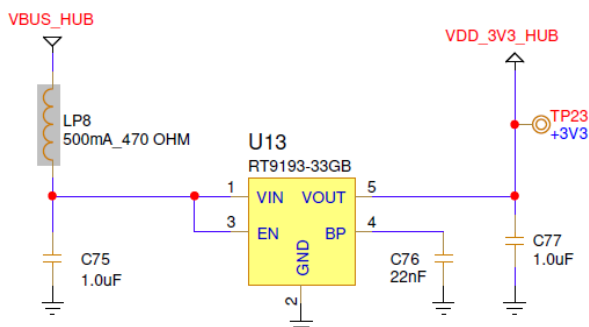 VBUS_HUB
VDD_3V3_HUB
LP8
500mA_470 OHM
TP23
+3V3
U13
RT9193-33GB
1
VIN
VOUT
5
3
EN
BP
4
GND
2
C75
1.0uF
C76
22nF
C77
1.0uF